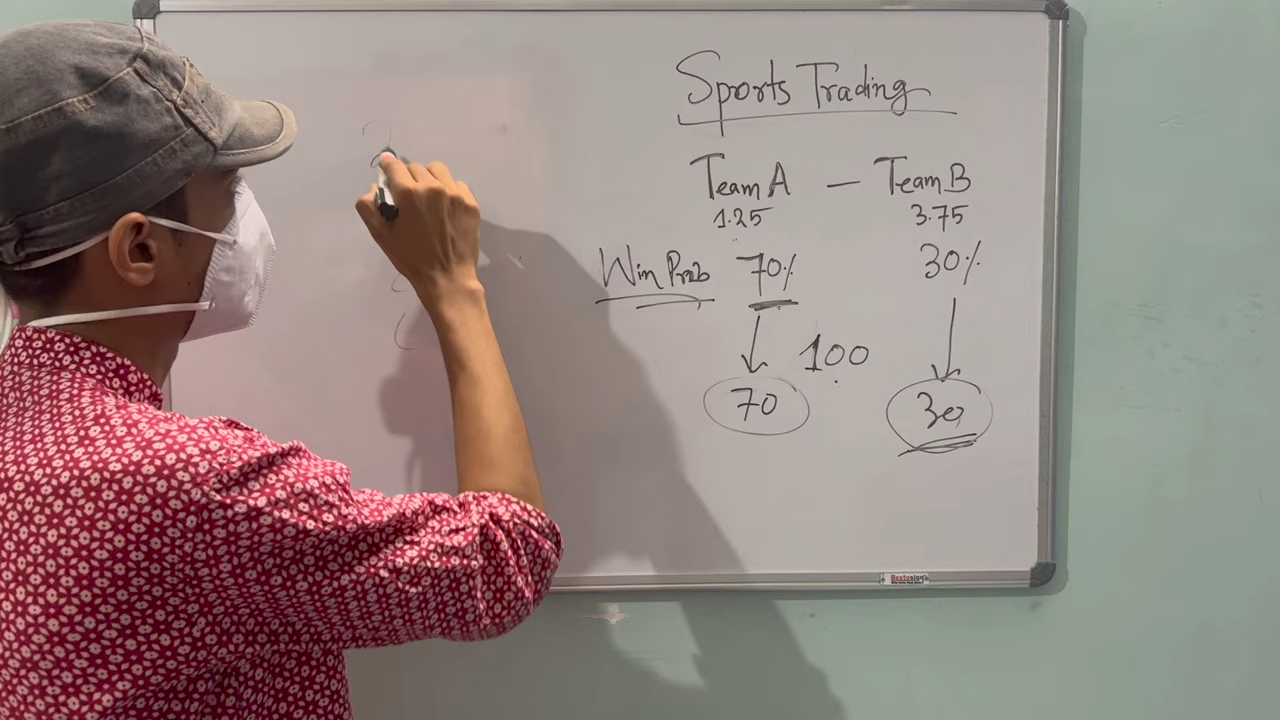 Sports Trading
Team A — Team B
1.25 3.75
Win Prob 70% 30%
100
70 30